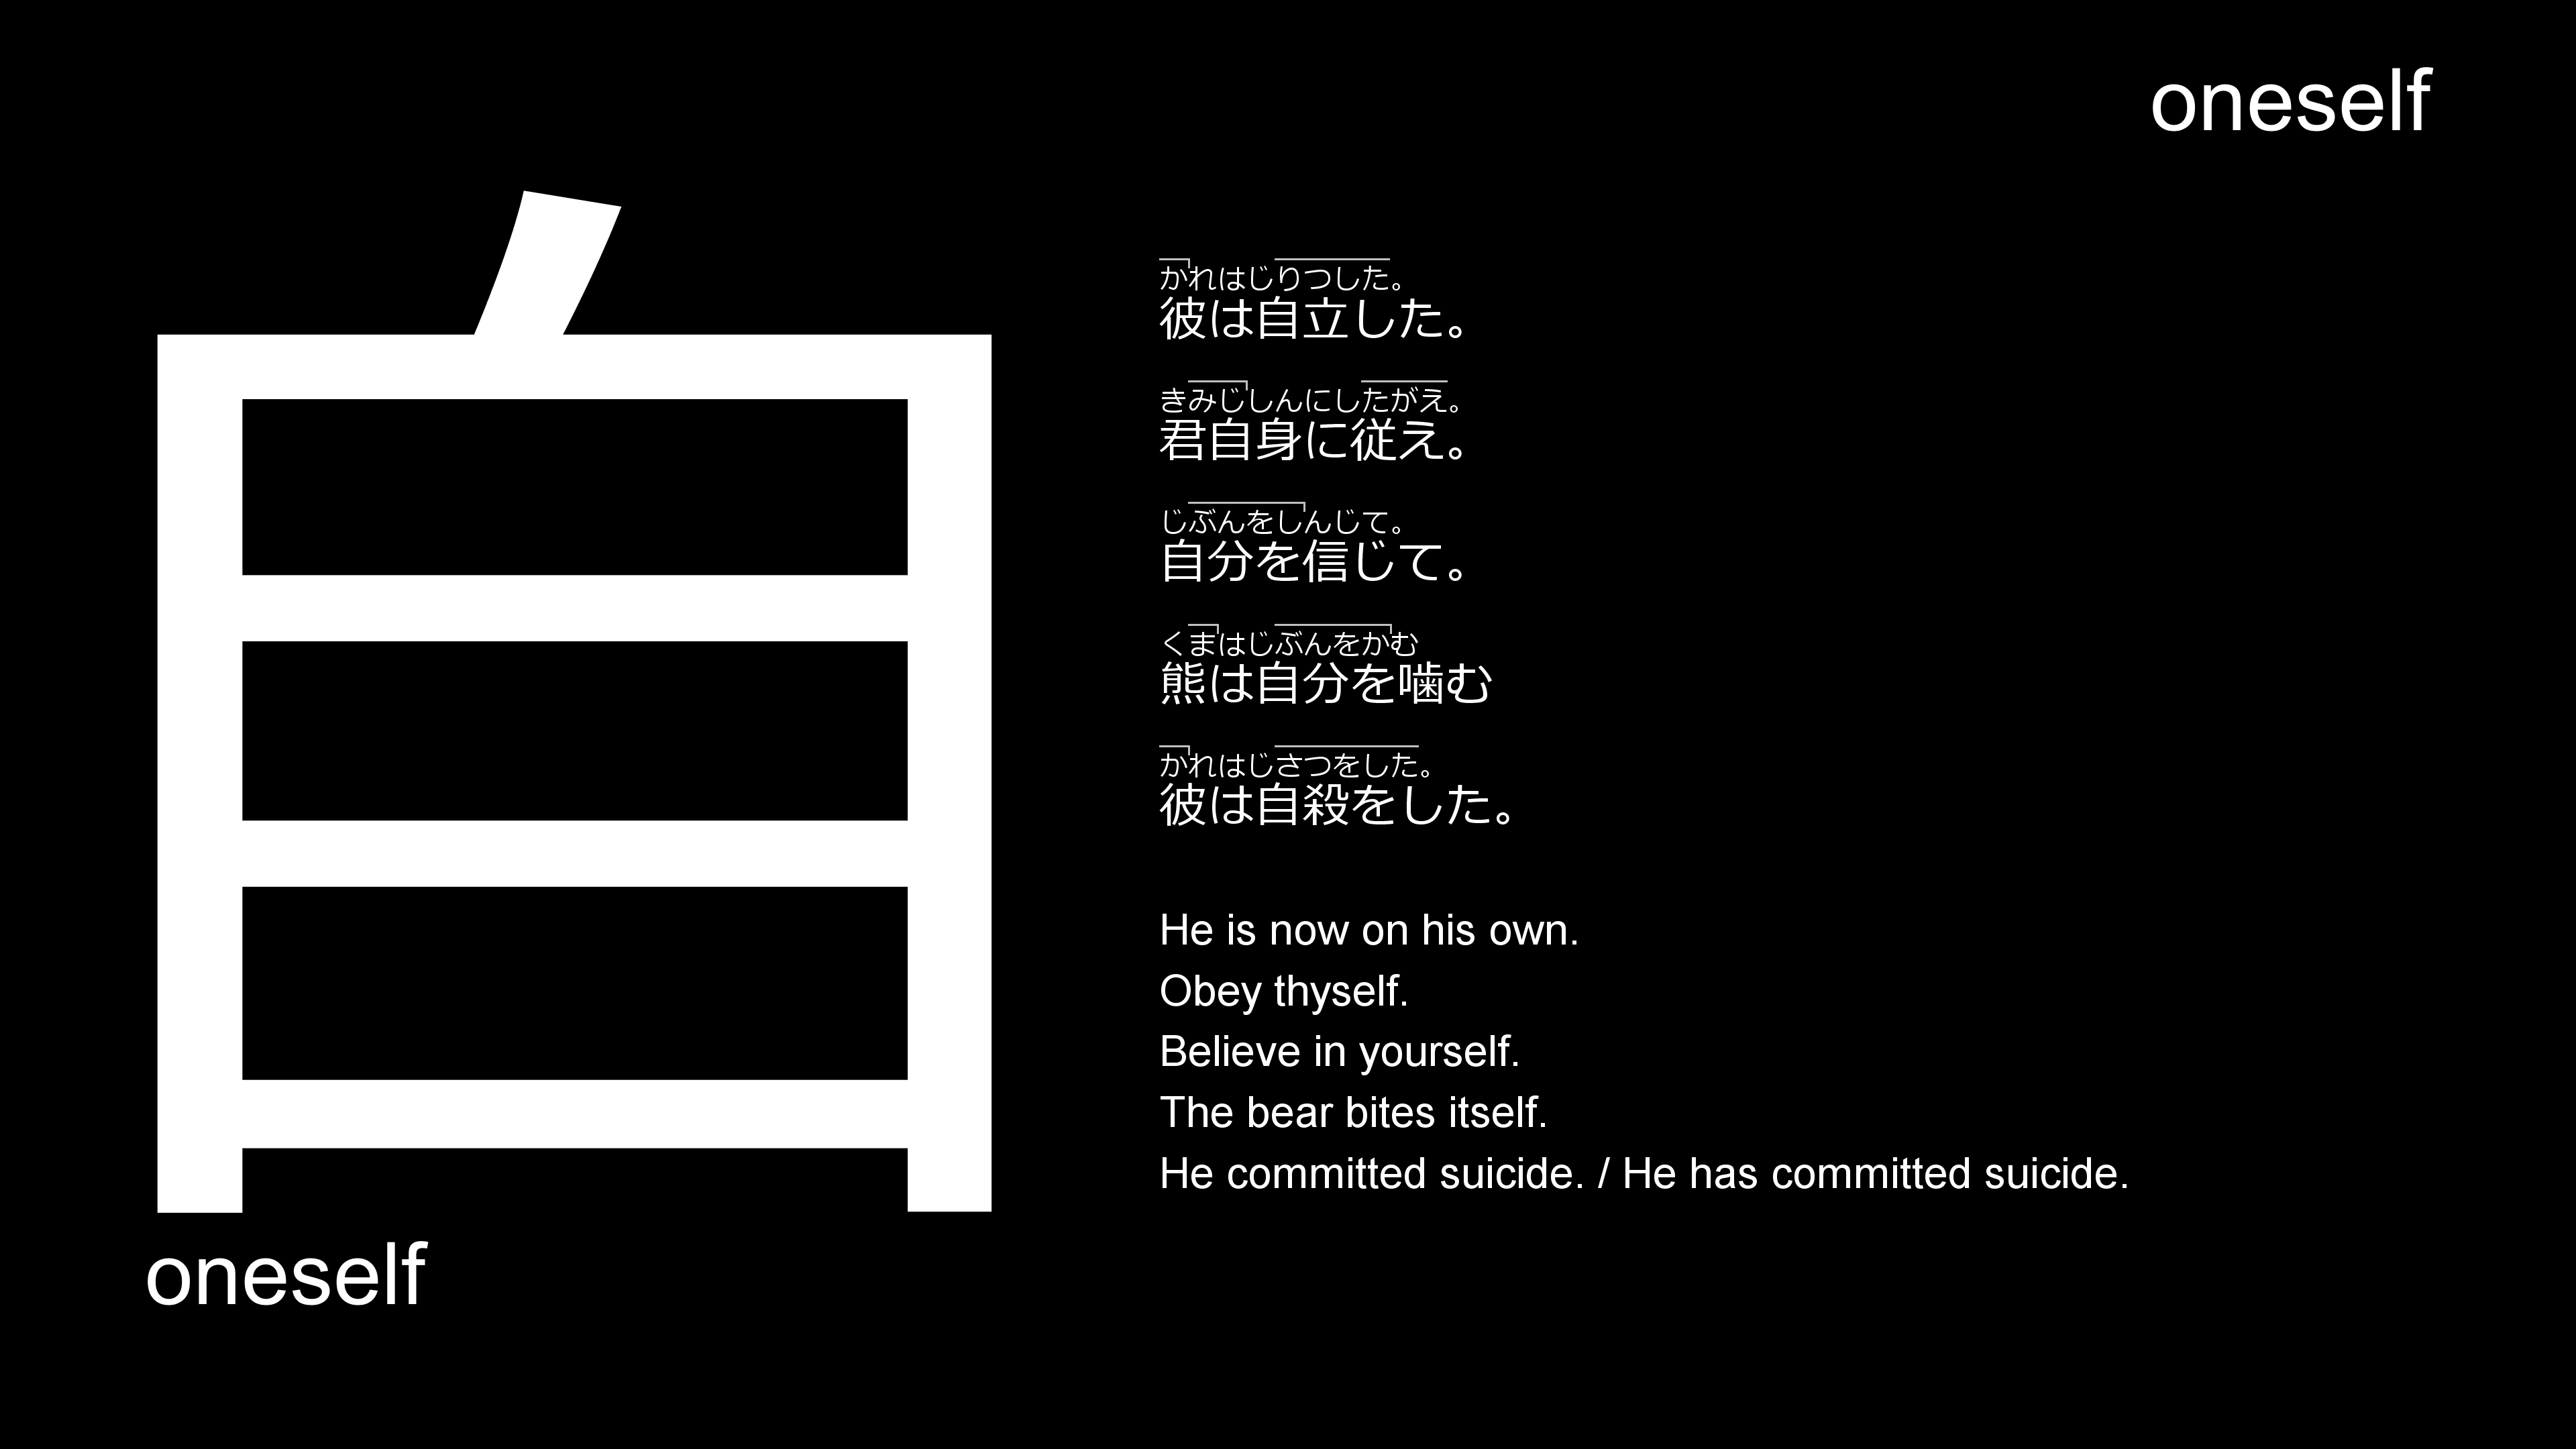 oneself
自
oneself
かれはじりつした。
彼は自立した。
きみじしんにしたがえ。
君自身に従え。
じぶんをしんじて。
自分を信じて。
くまはじぶんをかむ
熊は自分を噛む
かれはじさつをした。
彼は自殺をした。
He is now on his own.
Obey thyself.
Believe in yourself.
The bear bites itself.
He committed suicide. / He has committed suicide.